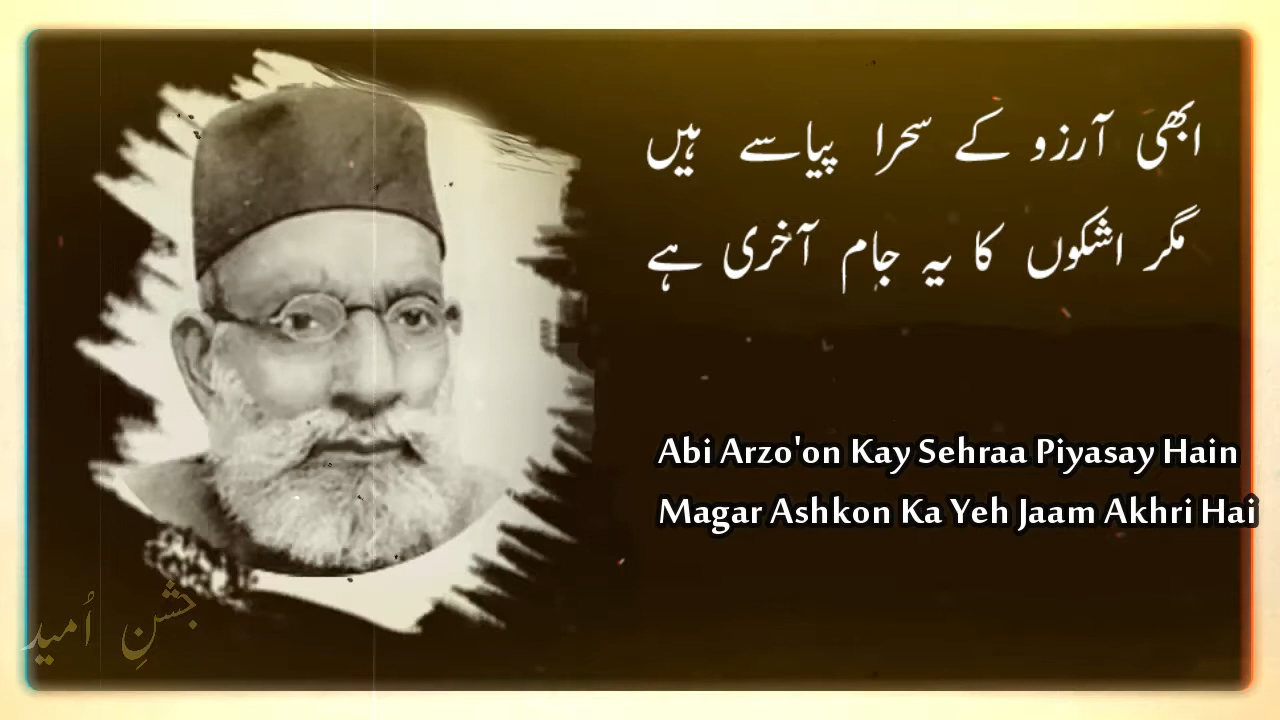 ابھی آرزو کے سحرا پیاسے ہیں
مگر اشکوں کا یہ جام آخری ہے
Abi Arzo'on Kay Sehraa Piyasay Hain
Magar Ashkon Ka Yeh Jaam Akhri Hai
جشنِ اُمید